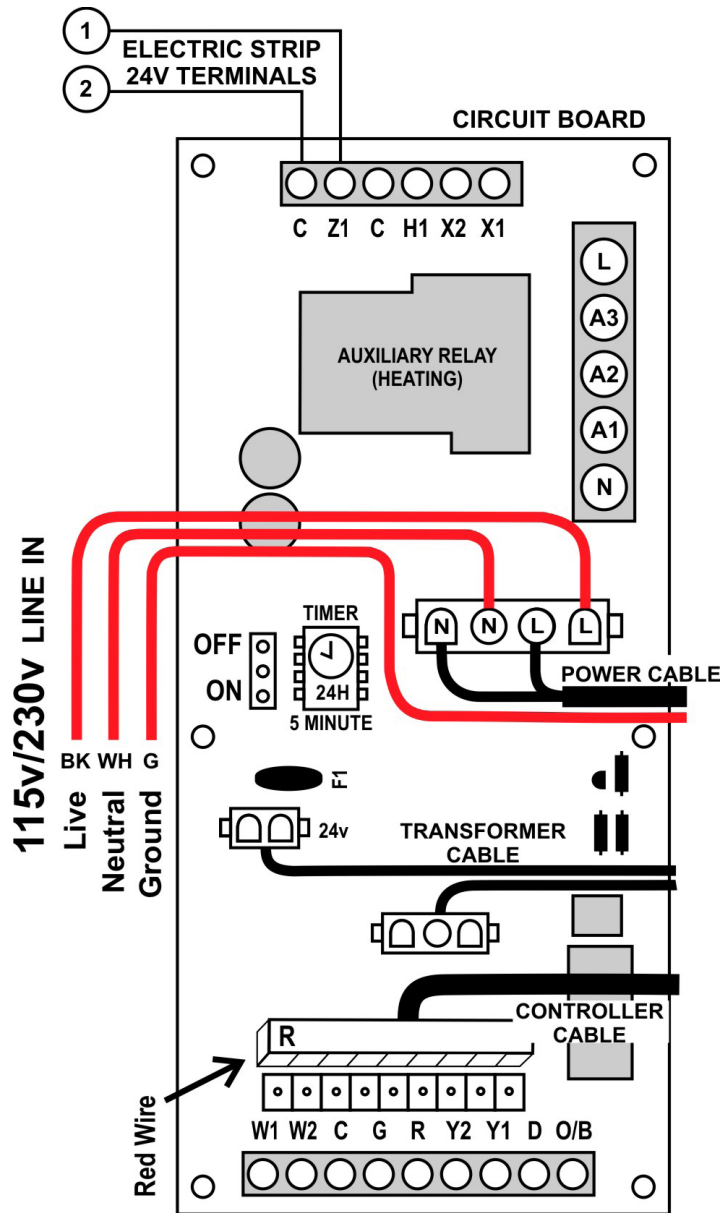 1
ELECTRIC STRIP
24V TERMINALS
2
CIRCUIT BOARD
C Z1 C H1 X2 X1
L
A3
A2
A1
N
AUXILIARY RELAY
(HEATING)
115v/230v LINE IN
BK WH G
Live
Neutral
Ground
OFF
ON
TIMER
24H
5 MINUTE
N N L L
POWER CABLE
F1
24v
TRANSFORMER
CABLE
CONTROLLER
CABLE
R
Red Wire
W1 W2 C G R Y2 Y1 D O/B